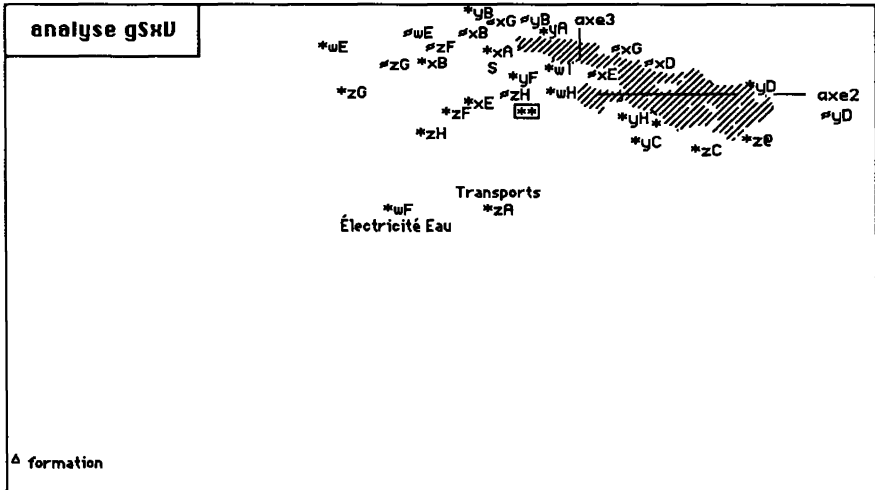 analyse gSxU
*yB
⌀xG
⌀yB
*yA
axe3
*wE
⌀wE
⌀xB
⌀zF
*xA
⌀xG
⌀zG
*xB
S
*wI
⌀xE
⌀xD
*yF
*zG
⌀zH
*wH
*yD
axe2
*xE
*zF
**
*yH
*
⌀yD
*zH
*yC
*zC
*z@
Transports
*wF
*zA
Électricité Eau
Δ formation